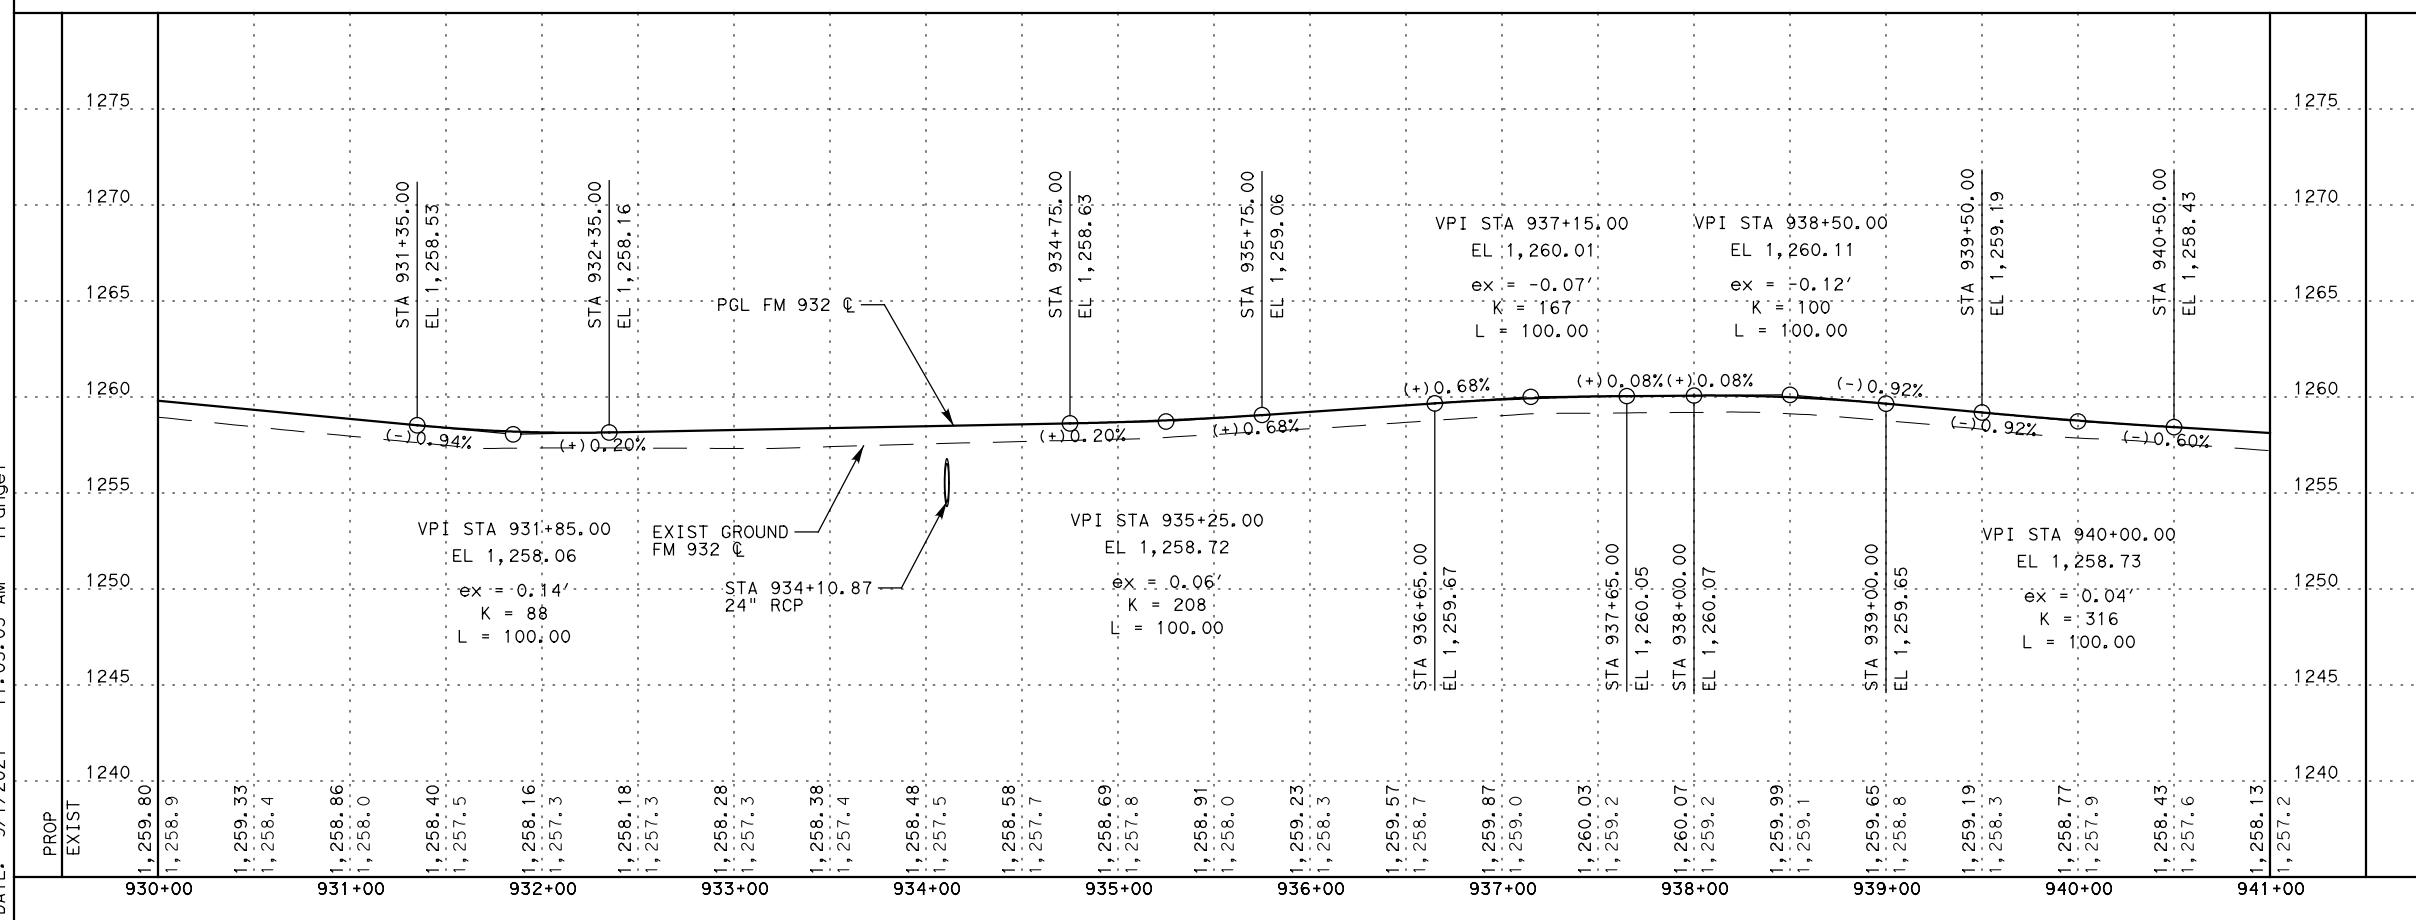 1275
1275
1270
1270
1265
1265
1260
1260
1255
1255
1250
1250
1245
1245
1240
1240
STA 931+35.00
EL 1,258.53
STA 932+35.00
EL 1,258.16
STA 934+75.00
EL 1,258.63
STA 935+75.00
EL 1,259.06
VPI STA 937+15.00
EL 1,260.01
ex = -0.07'
K = 167
L = 100.00
VPI STA 938+50.00
EL 1,260.11
ex = -0.12'
K = 100
L = 100.00
STA 939+50.00
EL 1,259.19
STA 940+50.00
EL 1,258.43
PGL FM 932 ℄
(-)0.94%
(+)0.20%
(+)0.20%
(+)0.68%
(+)0.68%
(+)0.08%
(+)0.08%
(-)0.92%
(-)0.92%
(-)0.60%
VPI STA 931+85.00
EL 1,258.06
ex = 0.14'
K = 88
L = 100.00
EXIST GROUND
FM 932 ℄
STA 934+10.87
24" RCP
VPI STA 935+25.00
EL 1,258.72
ex = 0.06'
K = 208
L = 100.00
STA 936+65.00
EL 1,259.67
STA 937+65.00
EL 1,260.05
STA 938+00.00
EL 1,260.07
STA 939+00.00
EL 1,259.65
VPI STA 940+00.00
EL 1,258.73
ex = 0.04'
K = 316
L = 100.00
PROP
EXIST
1,259.80
1,258.9
1,259.33
1,258.4
1,258.86
1,258.0
1,258.40
1,257.5
1,258.16
1,257.3
1,258.18
1,257.3
1,258.28
1,257.3
1,258.38
1,257.4
1,258.48
1,257.5
1,258.58
1,257.7
1,258.69
1,257.8
1,258.91
1,258.0
1,259.23
1,258.3
1,259.57
1,258.7
1,259.87
1,259.0
1,260.03
1,259.2
1,260.07
1,259.2
1,259.99
1,259.1
1,259.65
1,258.8
1,259.19
1,258.3
1,258.77
1,257.9
1,258.43
1,257.6
1,258.13
1,257.2
930+00
931+00
932+00
933+00
934+00
935+00
936+00
937+00
938+00
939+00
940+00
941+00